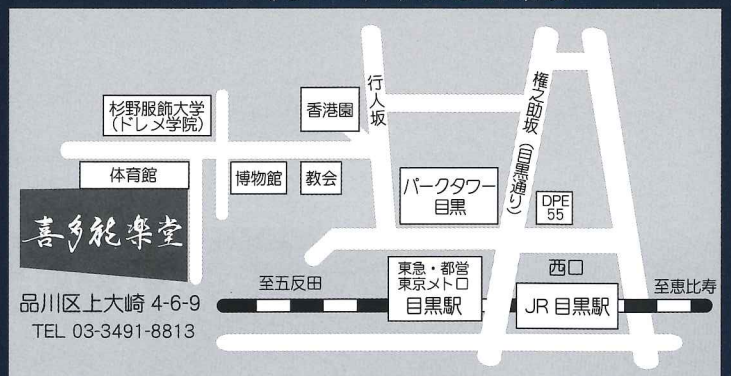 杉野服飾大学
(ドレメ学院)
香港園
行人坂
権之助坂(目黒通り)
体育館
博物館
教会
パークタワー
目黒
DPE
55
喜多能楽堂
品川区上大崎 4-6-9
TEL 03-3491-8813
至五反田
東急・都営
東京メトロ
目黒駅
西口
JR 目黒駅
至恵比寿